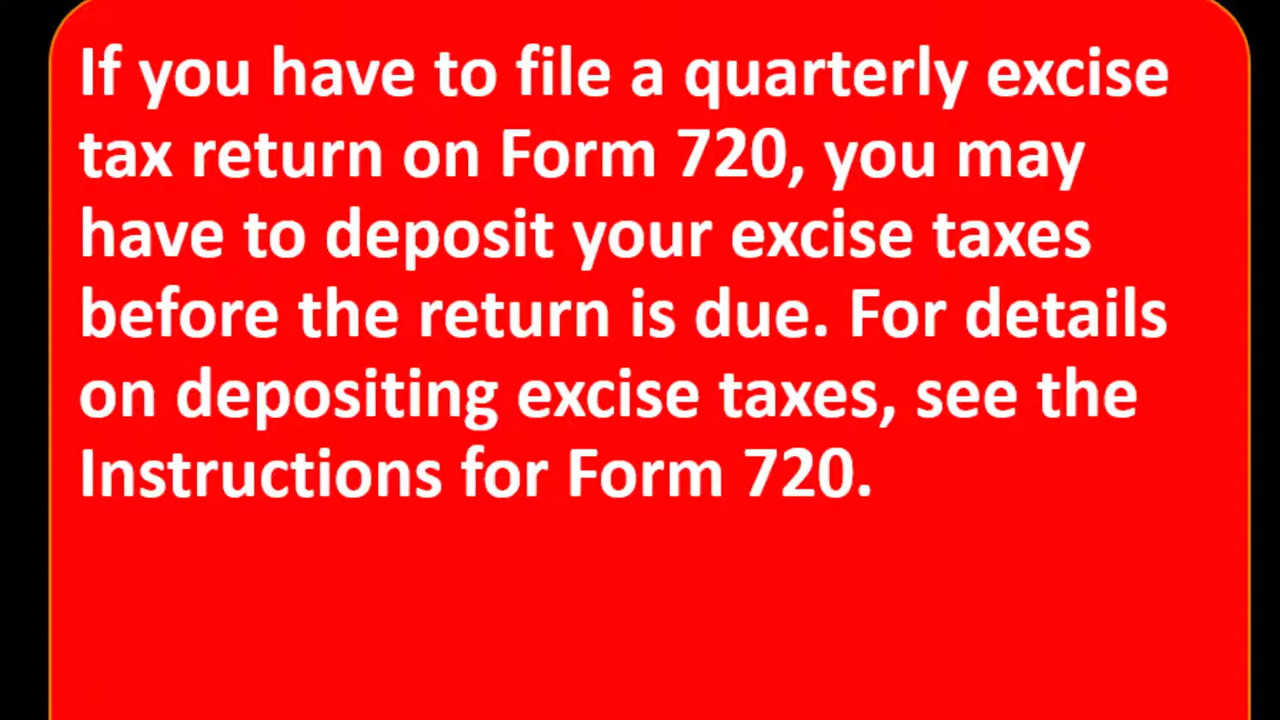 If you have to file a quarterly excise
tax return on Form 720, you may
have to deposit your excise taxes
before the return is due. For details
on depositing excise taxes, see the
Instructions for Form 720.